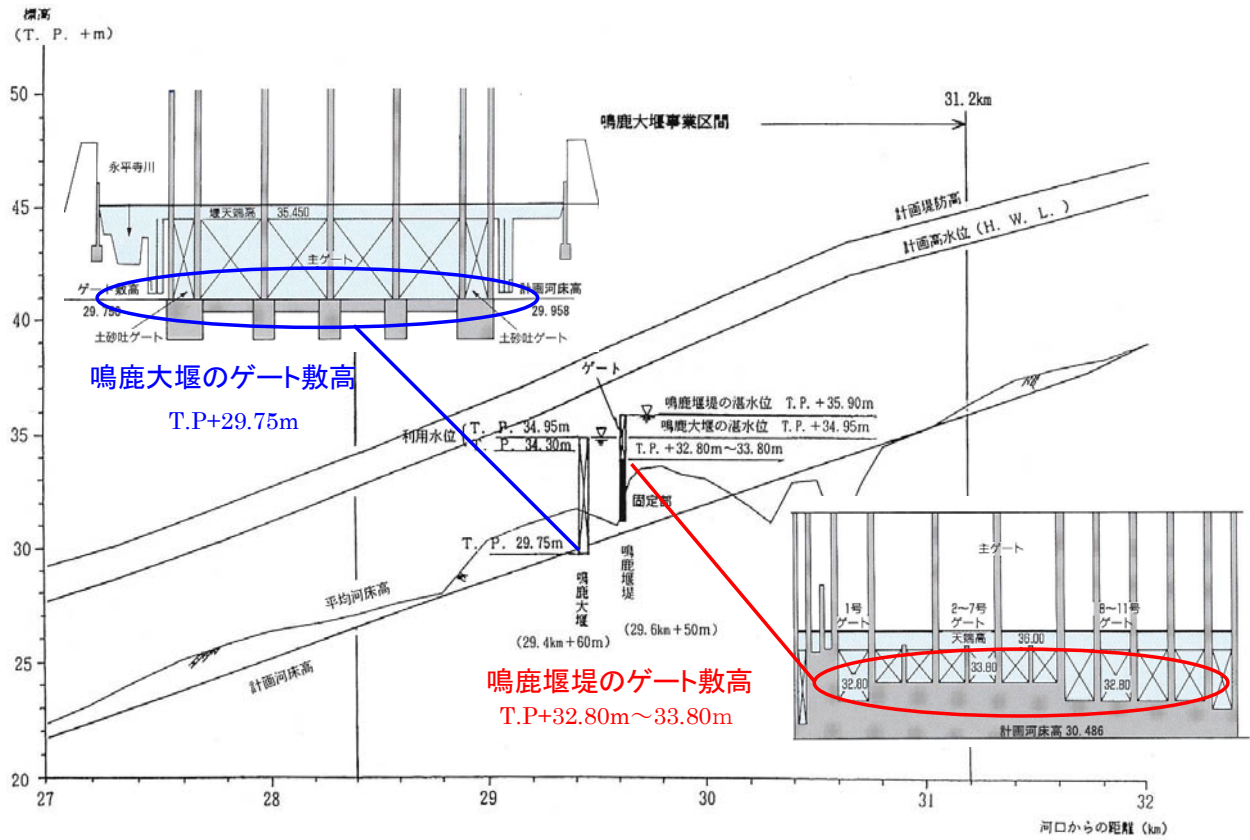 標高
(T. P. +m)
50
45
40
35
30
25
20
27
28
29
30
31
32
河口からの距離 (km)
31.2km
鳴鹿大堰事業区間
計画堤防高
計画高水位 (H. W. L.)
永平寺川
堰天端高 35.450
主ゲート
ゲート敷高
計画河床高
29.958
土砂吐ゲート
土砂吐ゲート
鳴鹿大堰のゲート敷高
T.P+29.75m
ゲート
利用水位
T. P. 34.95m
T. P. 34.30m
鳴鹿堰堤の湛水位 T. P. +35.90m
鳴鹿大堰の湛水位 T. P. +34.95m
T. P. +32.80m～33.80m
固定部
T. P. 29.75m
鳴鹿大堰
(29.4km+60m)
鳴鹿堰堤
(29.6km+50m)
平均河床高
計画河床高
鳴鹿堰堤のゲート敷高
T.P+32.80m～33.80m
主ゲート
1号
ゲート
2～7号
ゲート
8～11号
ゲート
天端高 36.00
32.80
33.80
32.80
計画河床高 30.486